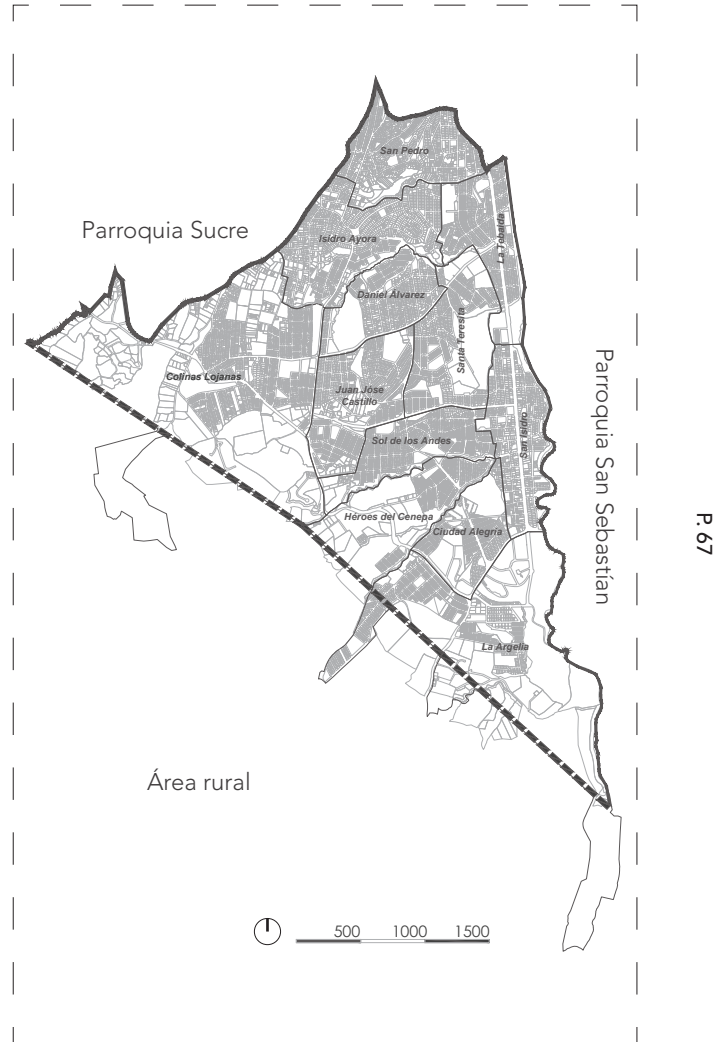 San Pedro
Parroquia Sucre
Isidro Ayora
La Tebaida
Daniel Álvarez
Santa Teresita
Colinas Lojanas
Juan José
Castillo
Parroquia San Sebastían
Sol de los Andes
San Isidro
Héroes del Cenepa
Ciudad Alegría
P. 67
La Argelia
Área rural
500 1000 1500